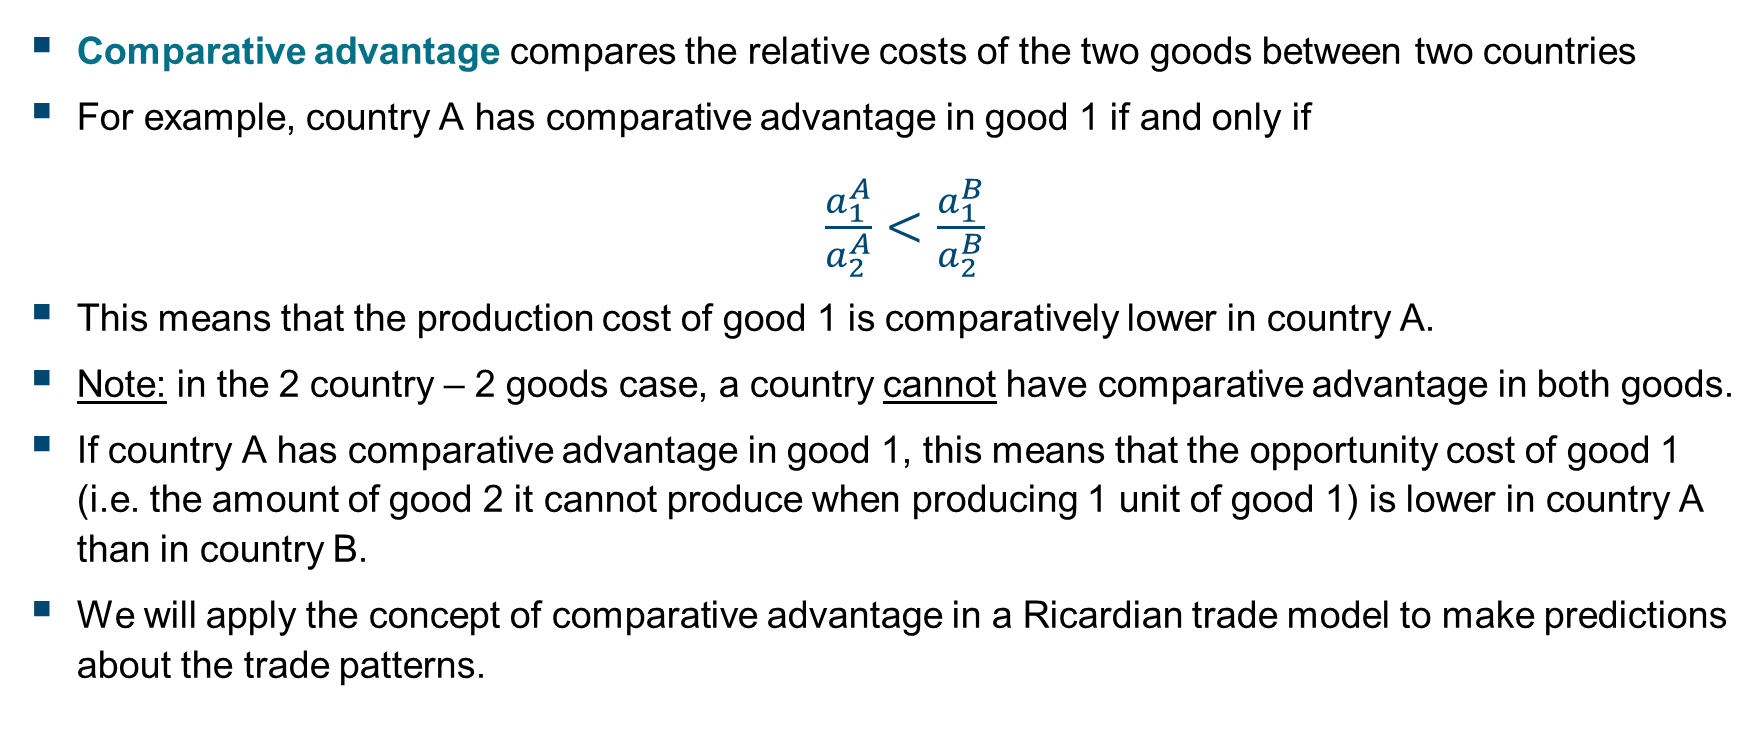 ▪ Comparative advantage compares the relative costs of the two goods between two countries
▪ For example, country A has comparative advantage in good 1 if and only if
$\frac{a_1^A}{a_2^A} < \frac{a_1^B}{a_2^B}$
▪ This means that the production cost of good 1 is comparatively lower in country A.
▪ Note: in the 2 country – 2 goods case, a country cannot have comparative advantage in both goods.
▪ If country A has comparative advantage in good 1, this means that the opportunity cost of good 1
(i.e. the amount of good 2 it cannot produce when producing 1 unit of good 1) is lower in country A
than in country B.
▪ We will apply the concept of comparative advantage in a Ricardian trade model to make predictions
about the trade patterns.